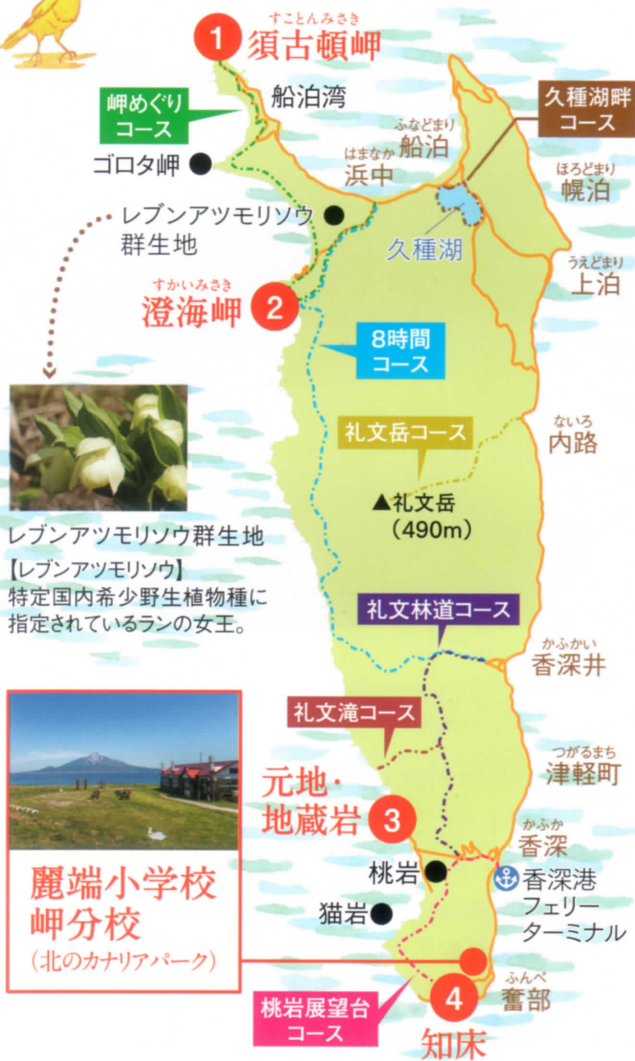 すことんみさき
1 須古頓岬
船泊湾
岬めぐり
コース
ゴロタ岬
久種湖畔
コース
ふなどまり
船泊
はまなか
浜中
ほろどまり
幌泊
レブンアツモリソウ
群生地
久種湖
うえどまり
上泊
すかいみさき
澄海岬 2
8時間
コース
礼文岳コース
ないろ
内路
▲礼文岳
(490m)
レブンアツモリソウ群生地
【レブンアツモリソウ】
特定国内希少野生植物種に
指定されているランの女王。
礼文林道コース
かふかい
香深井
礼文滝コース
つがるまち
津軽町
元地・
地蔵岩 3
かふか
香深
桃岩
香深港
フェリー
ターミナル
猫岩
麗端小学校
岬分校
(北のカナリアパーク)
桃岩展望台
コース
4
知床
ふんべ
奮部